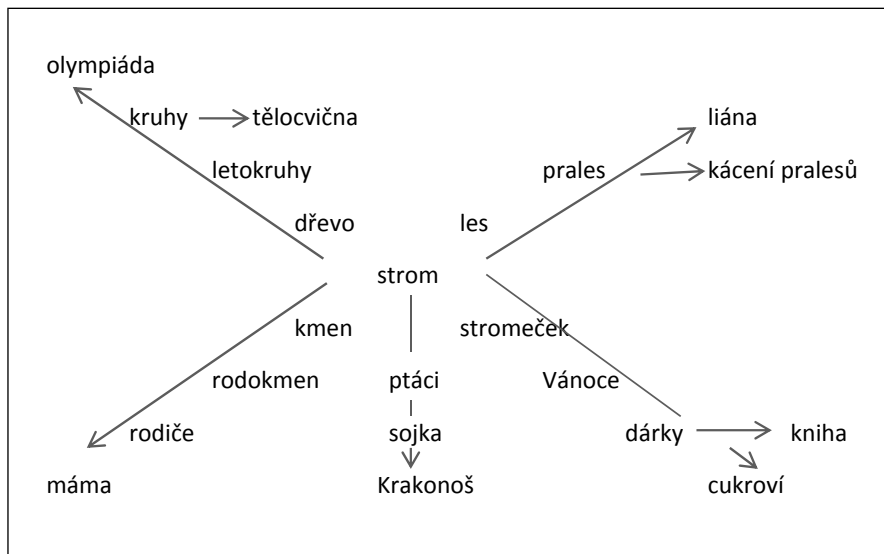 olympiáda
kruhy tělocvična liána
letokruhy prales kácení pralesů
dřevo les
strom
kmen stromeček
rodokmen ptáci Vánoce
rodiče sojka dárky kniha
máma Krakonoš cukroví